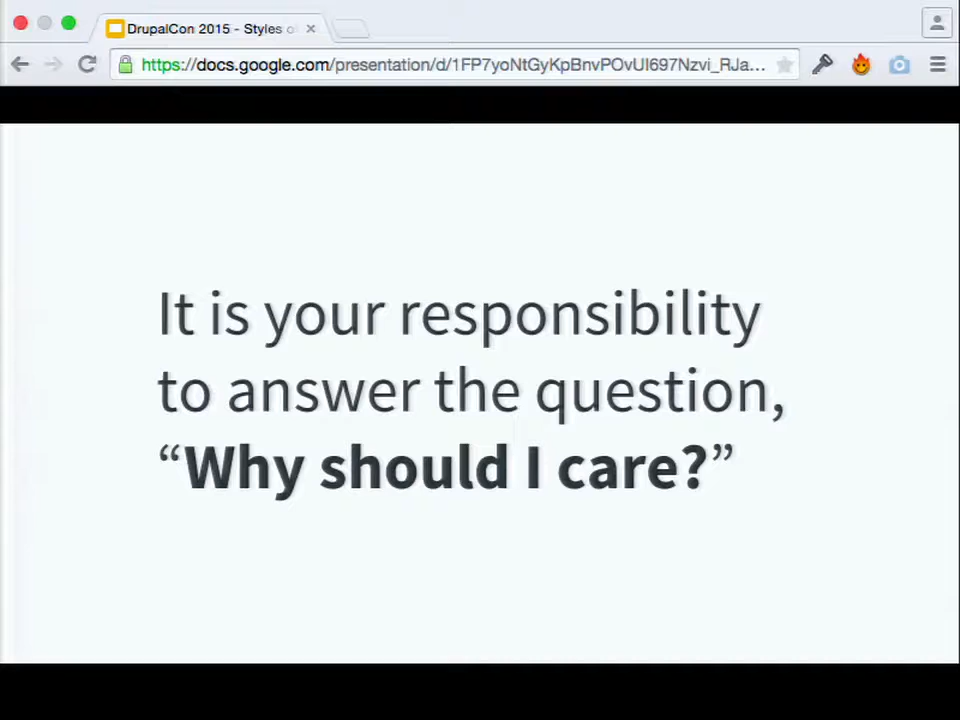 DrupalCon 2015 - Styles o
https://docs.google.com/presentation/d/1FP7yoNtGyKpBnvPOvUI697Nzvi_RJa...
It is your responsibility
to answer the question,
“Why should I care?”